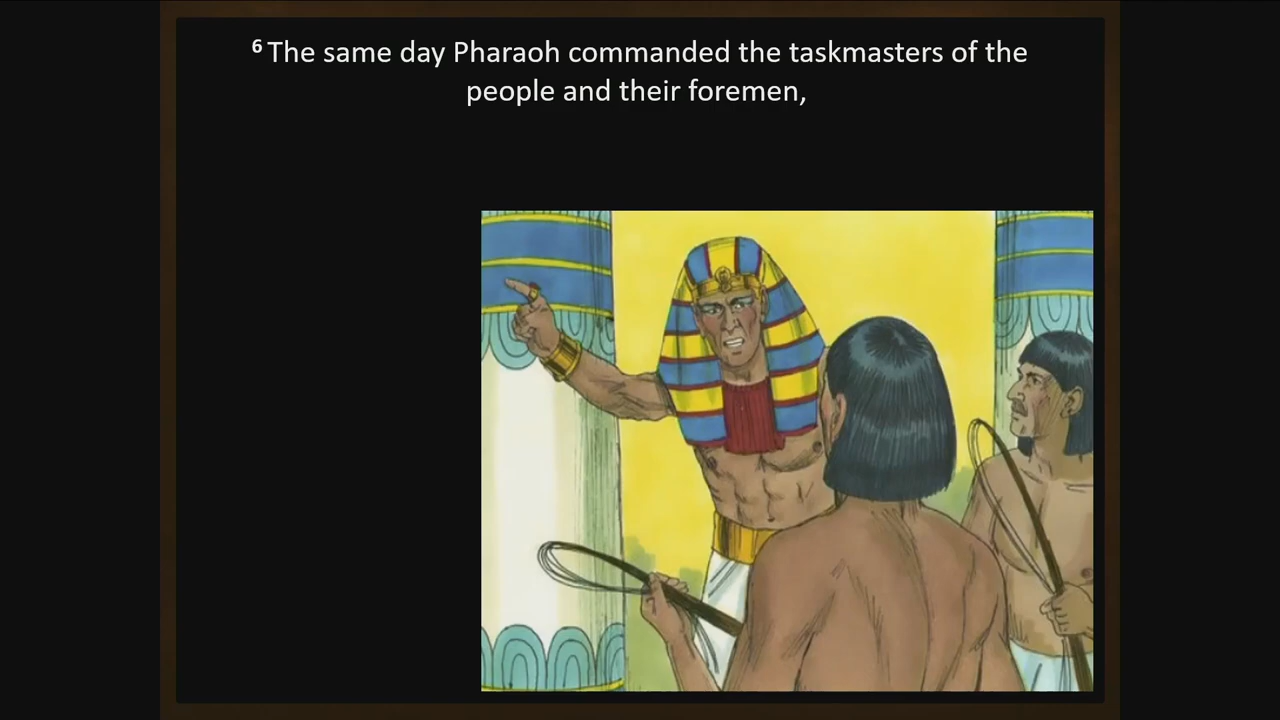 6 The same day Pharaoh commanded the taskmasters of the
people and their foremen,